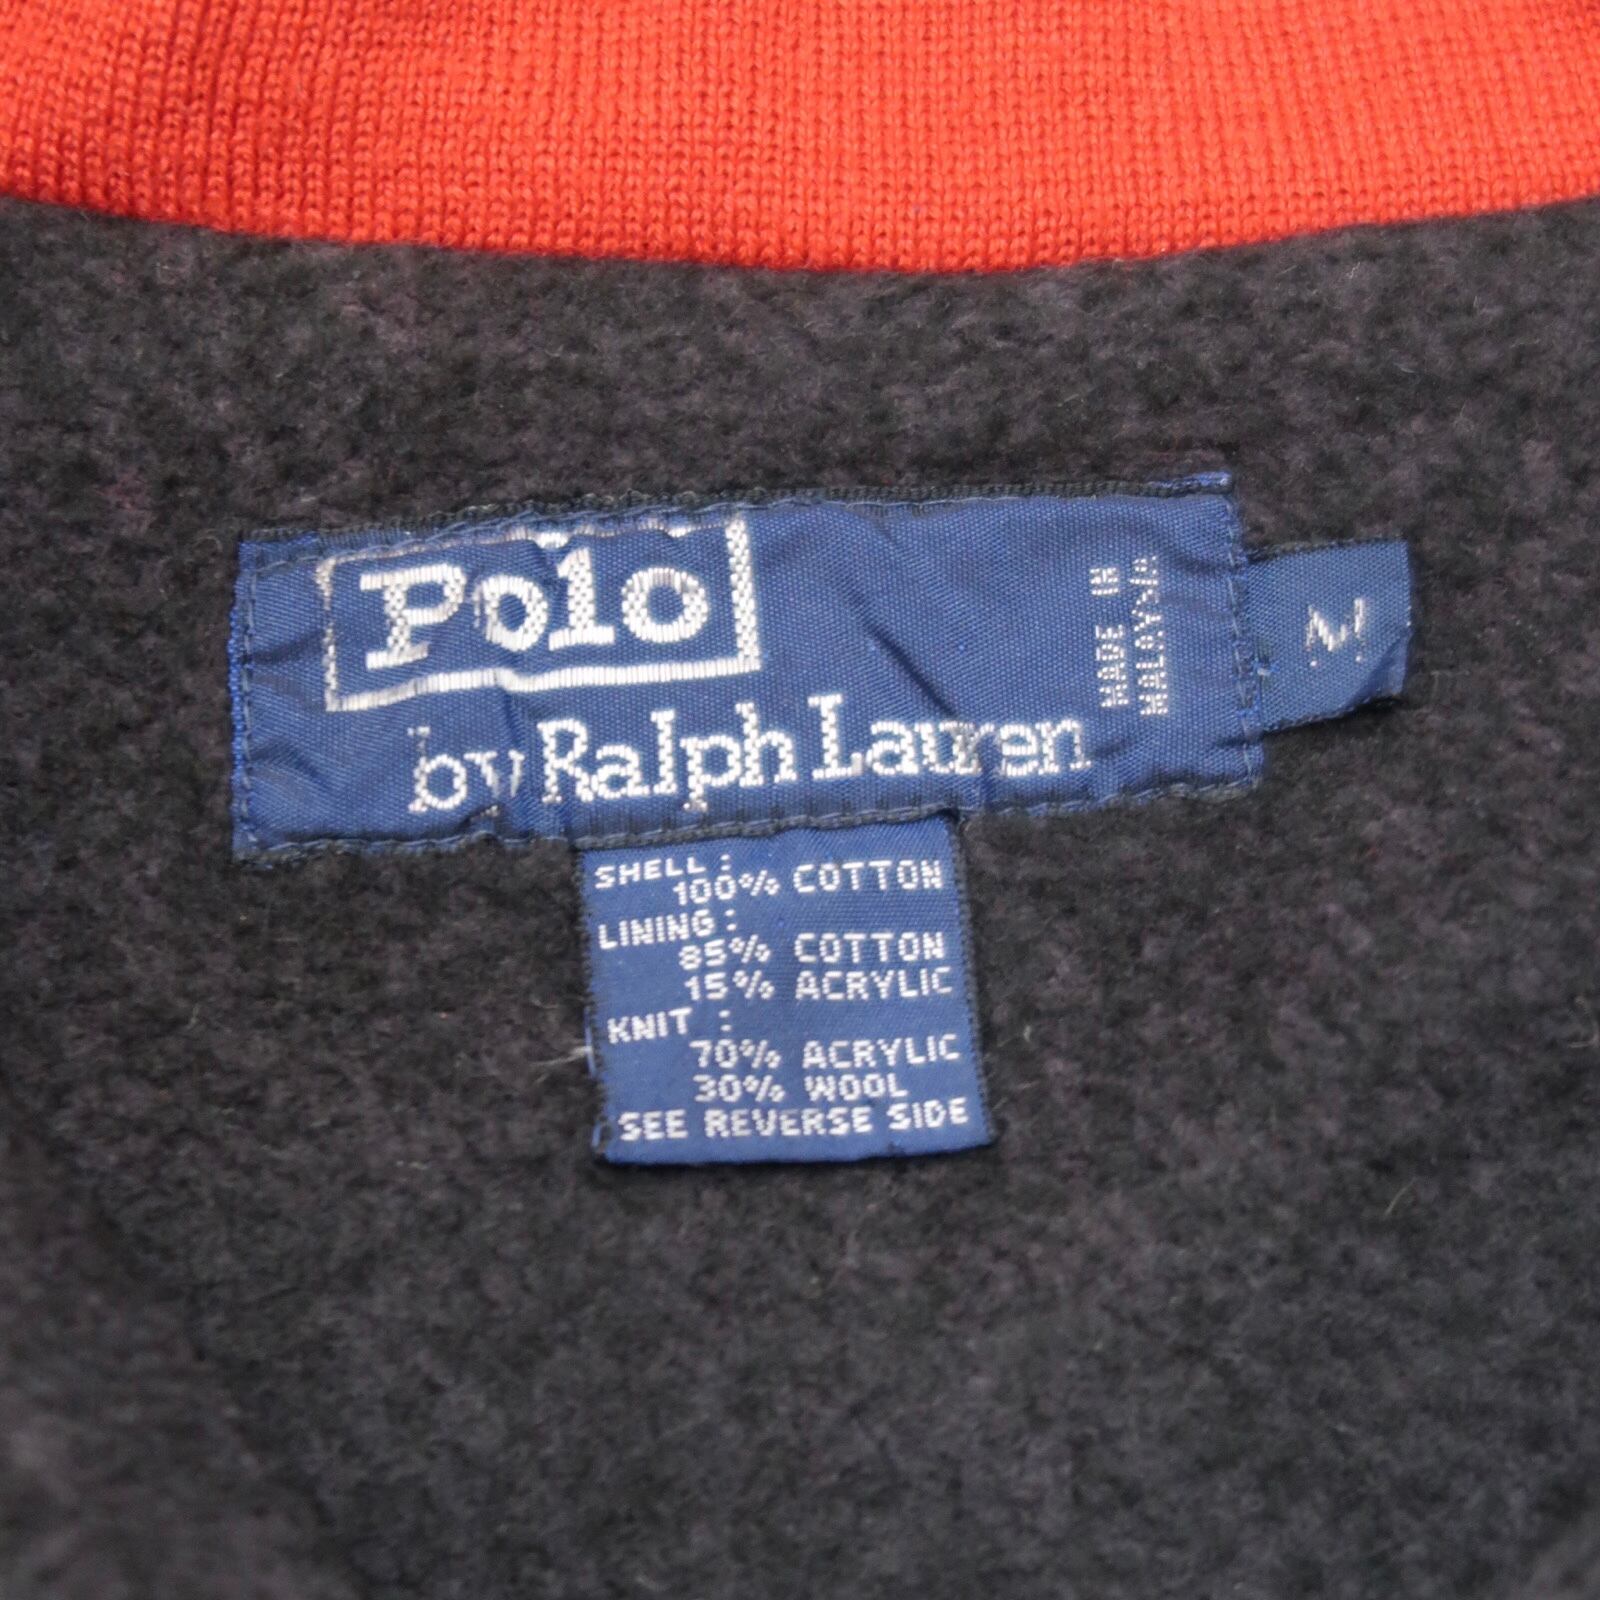 Polo
by Ralph Lauren
MADE IN
MALAYSIA
M
SHELL :
100% COTTON
LINING :
85% COTTON
15% ACRYLIC
KNIT :
70% ACRYLIC
30% WOOL
SEE REVERSE SIDE